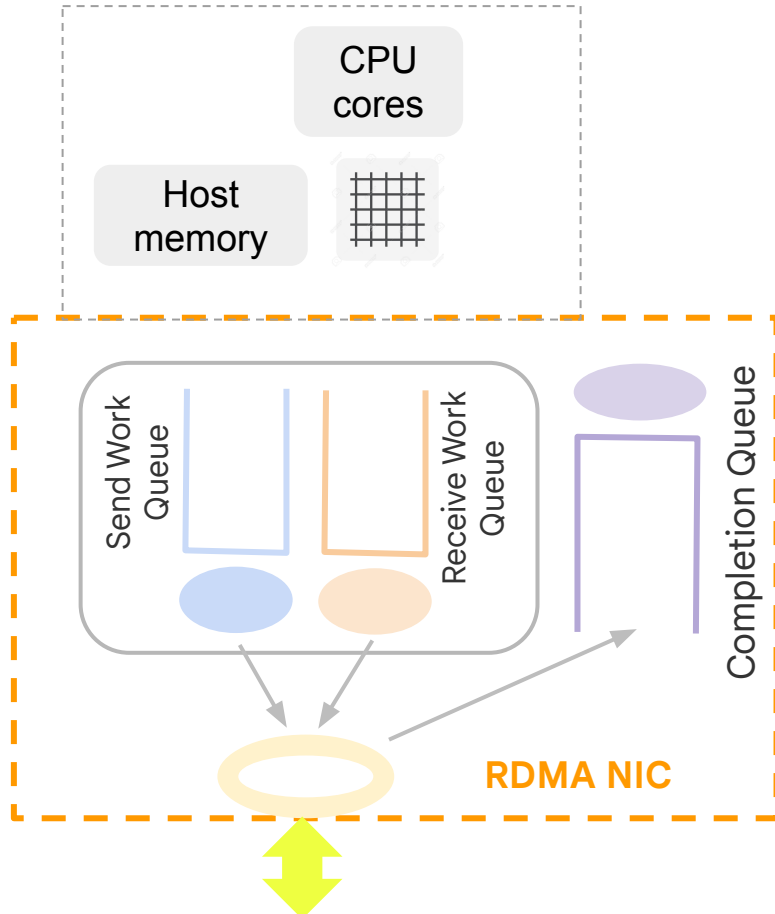 CPU
cores
Host
memory
Send Work
Queue
Receive Work
Queue
Completion Queue
RDMA NIC